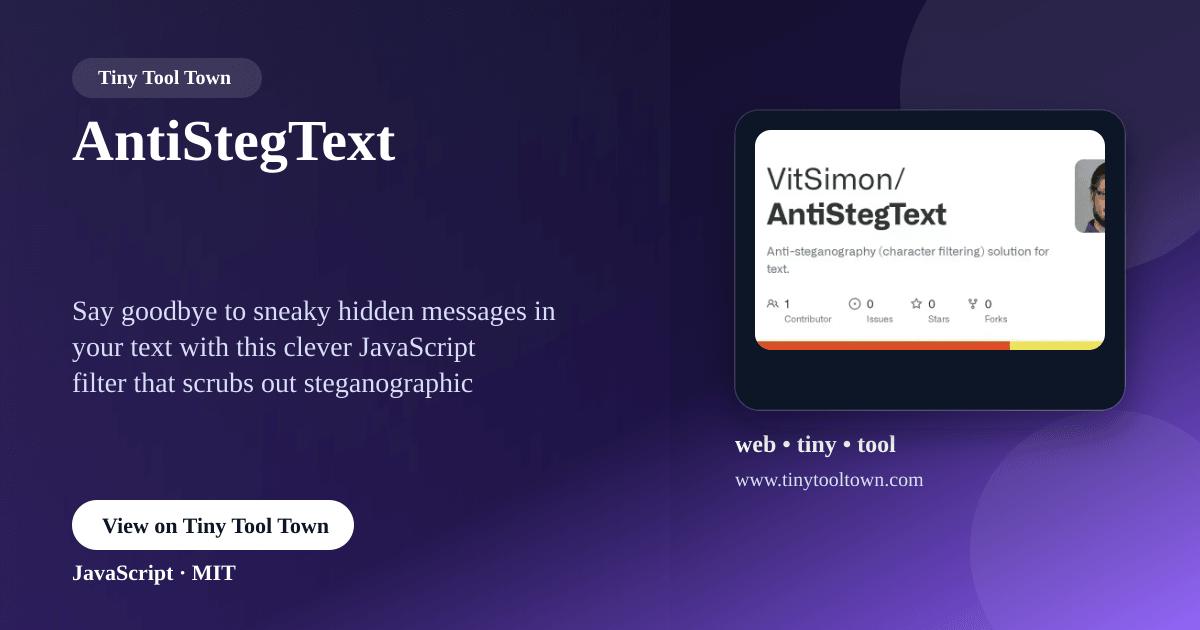 Tiny Tool Town
AntiStegText
Say goodbye to sneaky hidden messages in
your text with this clever JavaScript
filter that scrubs out steganographic
View on Tiny Tool Town
JavaScript · MIT
VitSimon/
AntiStegText
Anti-steganography (character filtering) solution for
text.
1 0 0 0
Contributor Issues Stars Forks
web • tiny • tool
www.tinytooltown.com